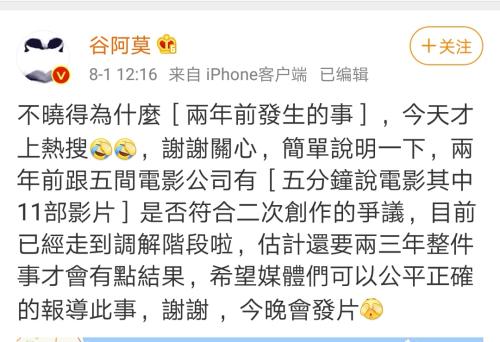 谷阿莫
+关注
8-1 12:16 来自 iPhone客户端 已编辑
不曉得為什麼［兩年前發生的事］，今天才
上熱搜🤣🤣，謝謝關心，簡單說明一下，兩
年前跟五間電影公司有［五分鐘說電影其中
11部影片］是否符合二次創作的爭議，目前
已經走到調解階段啦，估計還要兩三年整件
事才會有點結果，希望媒體們可以公平正確
的報導此事，謝謝，今晚會發片🫣